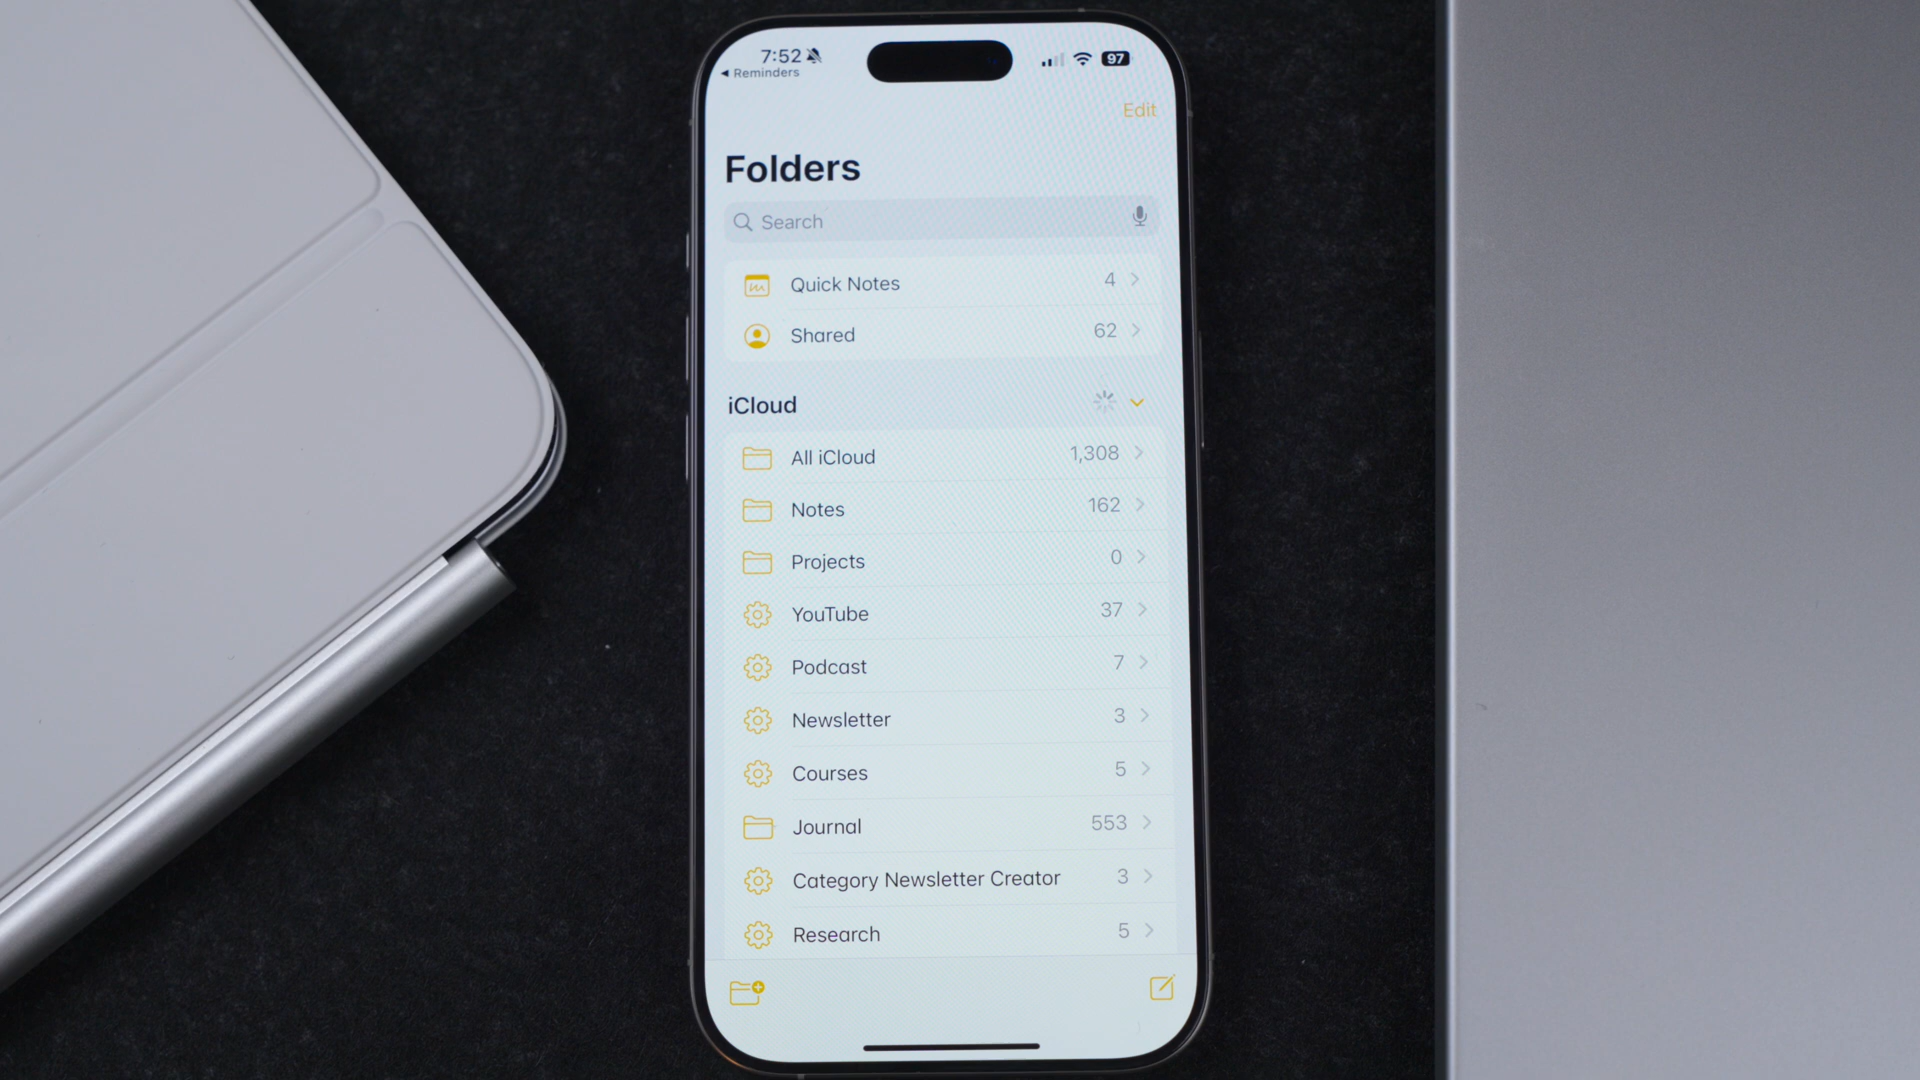 7:52
97
Reminders
Edit
Folders
Search
Quick Notes 4
Shared 62
iCloud
All iCloud 1,308
Notes 162
Projects 0
YouTube 37
Podcast 7
Newsletter 3
Courses 5
Journal 553
Category Newsletter Creator 3
Research 5